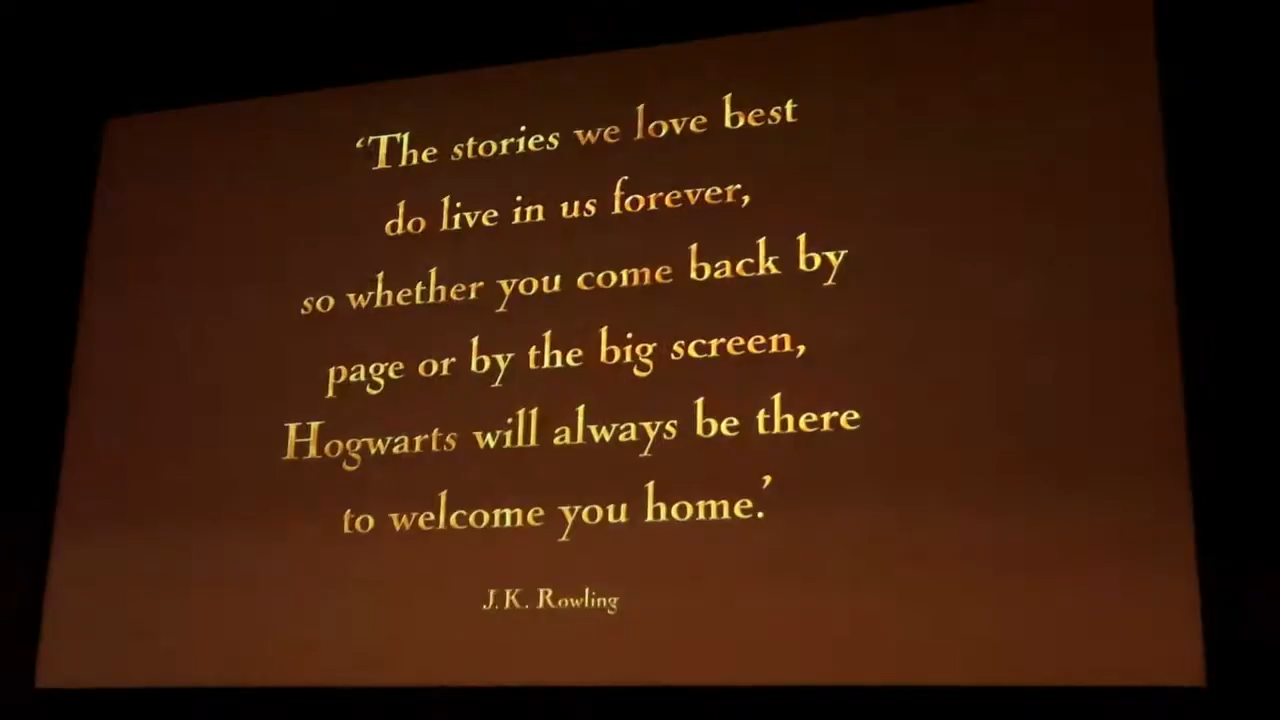 ‘The stories we love best
do live in us forever,
so whether you come back by
page or by the big screen,
Hogwarts will always be there
to welcome you home.’
J.K. Rowling